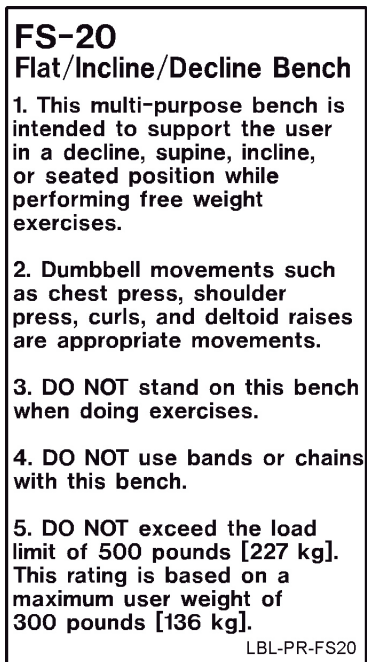 FS-20
Flat/Incline/Decline Bench
1. This multi-purpose bench is
intended to support the user
in a decline, supine, incline,
or seated position while
performing free weight
exercises.
2. Dumbbell movements such
as chest press, shoulder
press, curls, and deltoid raises
are appropriate movements.
3. DO NOT stand on this bench
when doing exercises.
4. DO NOT use bands or chains
with this bench.
5. DO NOT exceed the load
limit of 500 pounds [227 kg].
This rating is based on a
maximum user weight of
300 pounds [136 kg].
LBL-PR-FS20